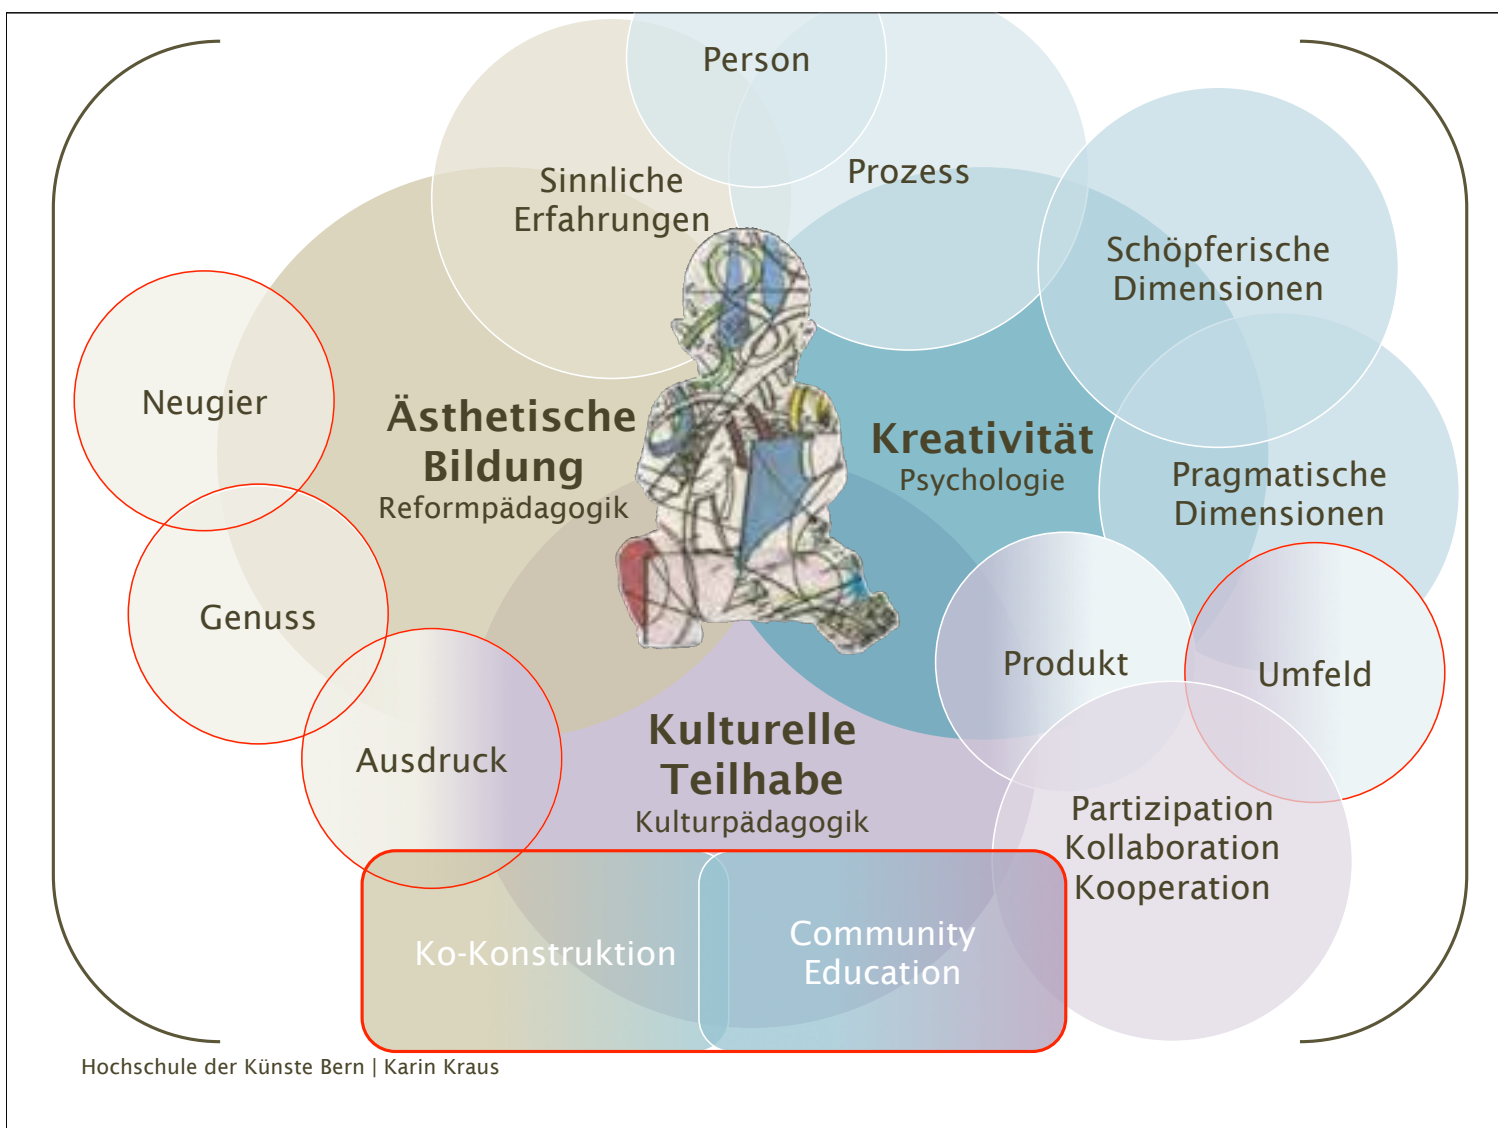 Person
Prozess
Sinnliche
Erfahrungen
Schöpferische
Dimensionen
Neugier
Ästhetische
Bildung
Reformpädagogik
Kreativität
Psychologie
Pragmatische
Dimensionen
Genuss
Produkt
Umfeld
Ausdruck
Kulturelle
Teilhabe
Kulturpädagogik
Partizipation
Kollaboration
Kooperation
Ko-Konstruktion
Community
Education
Hochschule der Künste Bern | Karin Kraus